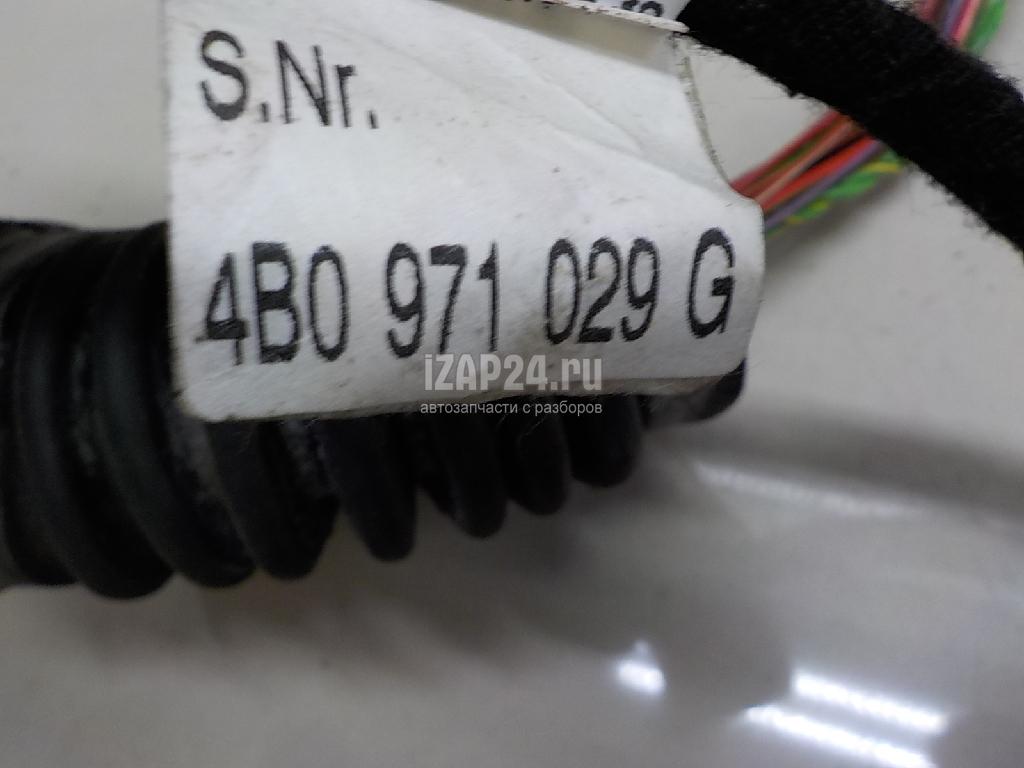 S.Nr.
4B0 971 029 G
iZAP24.ru
автозапчасти с разборов